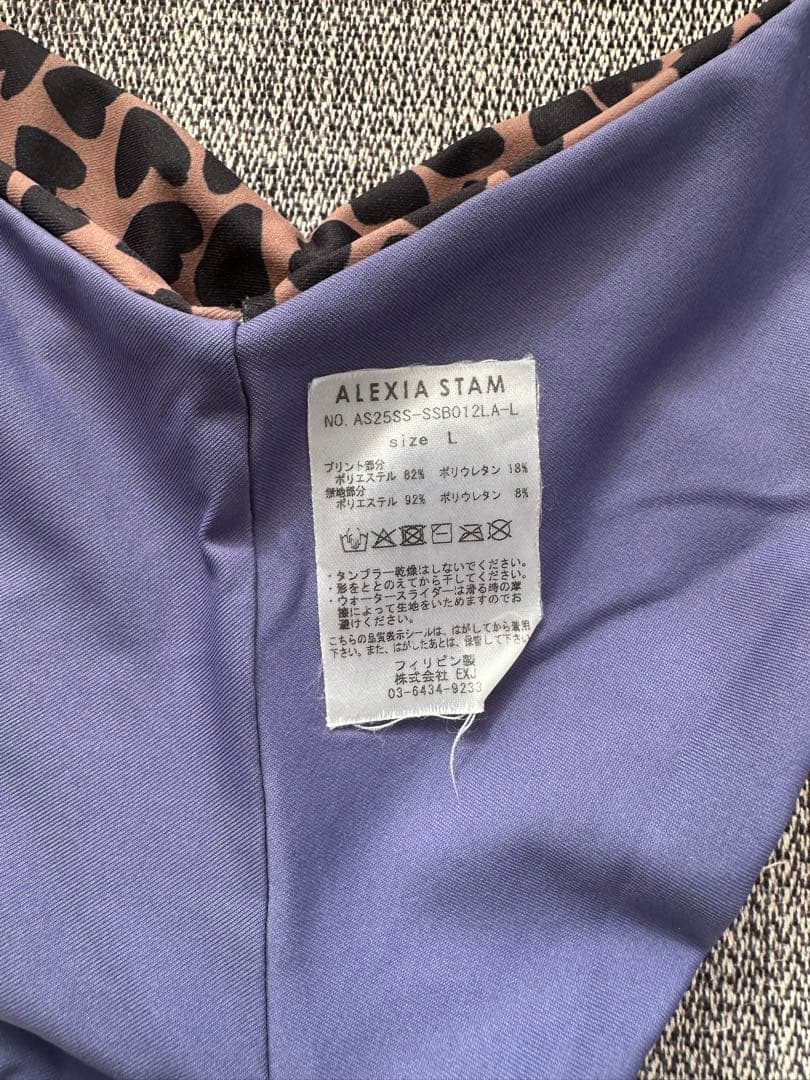 ALEXIA STAM
NO. AS25SS-SSB012LA-L
size L
プリント部分
ポリエステル 82% ポリウレタン 18%
無地部分
ポリエステル 92% ポリウレタン 8%
・タンブラー乾燥はしないでください。
・形をととのえてから干してください。
・ウォータースライダーは滑る時の摩
擦によって生地をいためますのでお
避けください。
こちらの品質表示シールは、はがしてから着用
下さい。また、はがしたあとは、保管して下さい
フィリピン製
株式会社 EXJ
03-6434-9233